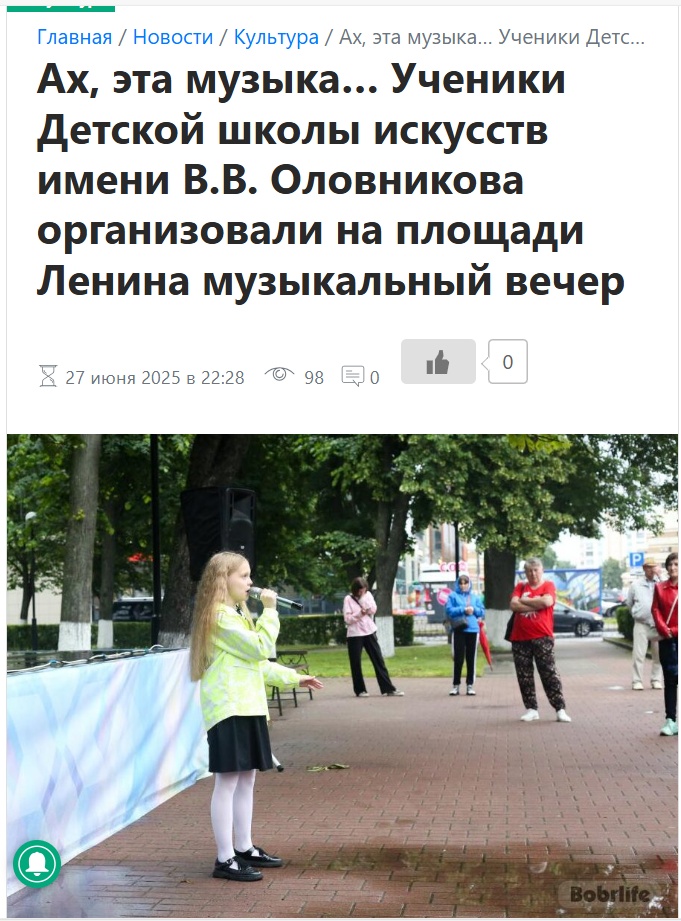 Главная / Новости / Культура / Ах, эта музыка... Ученики Детс...
Ах, эта музыка... Ученики
Детской школы искусств
имени В.В. Оловникова
организовали на площади
Ленина музыкальный вечер
27 июня 2025 в 22:28 98 0 0
P
Bobrlife